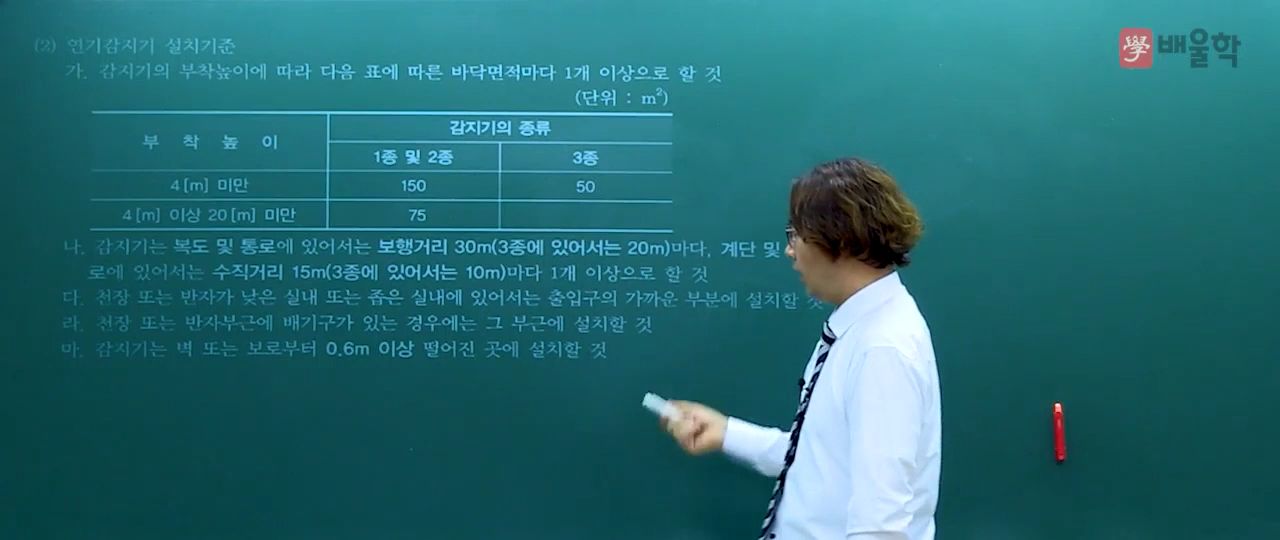 學 배울학
(2) 연기감지기 설치기준
가. 감지기의 부착높이에 따라 다음 표에 따른 바닥면적마다 1개 이상으로 할 것
(단위 : m²)
부 착 높 이 감지기의 종류
1종 및 2종 3종
4[m] 미만 150 50
4[m] 이상 20[m] 미만 75
나. 감지기는 복도 및 통로에 있어서는 보행거리 30m(3종에 있어서는 20m)마다, 계단 및
로에 있어서는 수직거리 15m(3종에 있어서는 10m)마다 1개 이상으로 할 것
다. 천장 또는 반자가 낮은 실내 또는 좁은 실내에 있어서는 출입구의 가까운 부분에 설치할
라. 천장 또는 반자부근에 배기구가 있는 경우에는 그 부근에 설치할 것
마. 감지기는 벽 또는 보로부터 0.6m 이상 떨어진 곳에 설치할 것